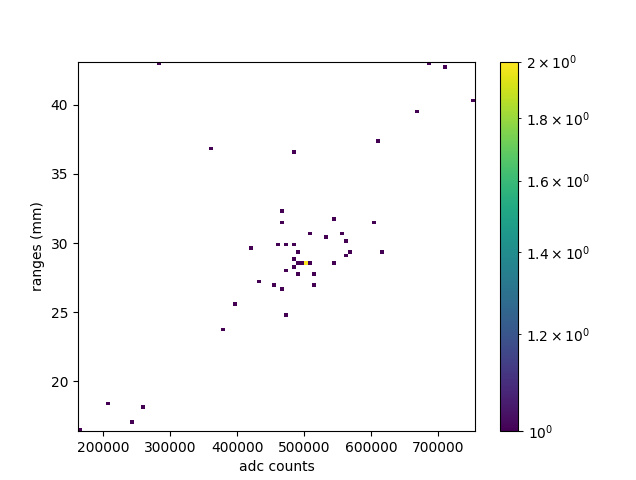 40
35
30
25
20
ranges (mm)
200000 300000 400000 500000 600000 700000
adc counts
2 × 10⁰
1.8 × 10⁰
1.6 × 10⁰
1.4 × 10⁰
1.2 × 10⁰
10⁰